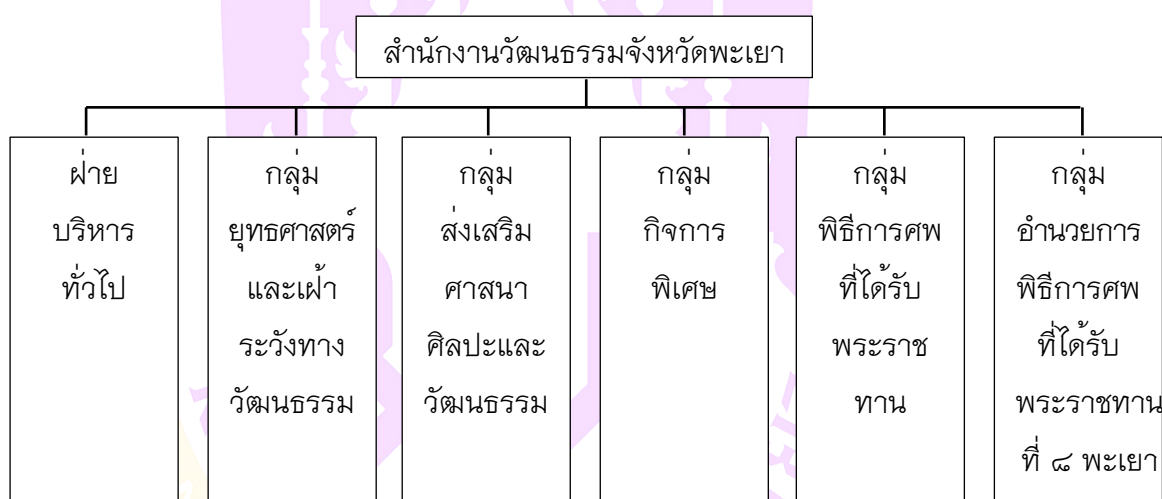 สำนักงานวัฒนธรรมจังหวัดพะเยา
ฝ่าย
บริหาร
ทั่วไป
กลุ่ม
ยุทธศาสตร์
และเฝ้า
ระวังทาง
วัฒนธรรม
กลุ่ม
ส่งเสริม
ศาสนา
ศิลปะและ
วัฒนธรรม
กลุ่ม
กิจการ
พิเศษ
กลุ่ม
พิธีการศพ
ที่ได้รับ
พระราช
ทาน
กลุ่ม
อำนวยการ
พิธีการศพ
ที่ได้รับ
พระราชทาน
ที่ ๘ พะเยา